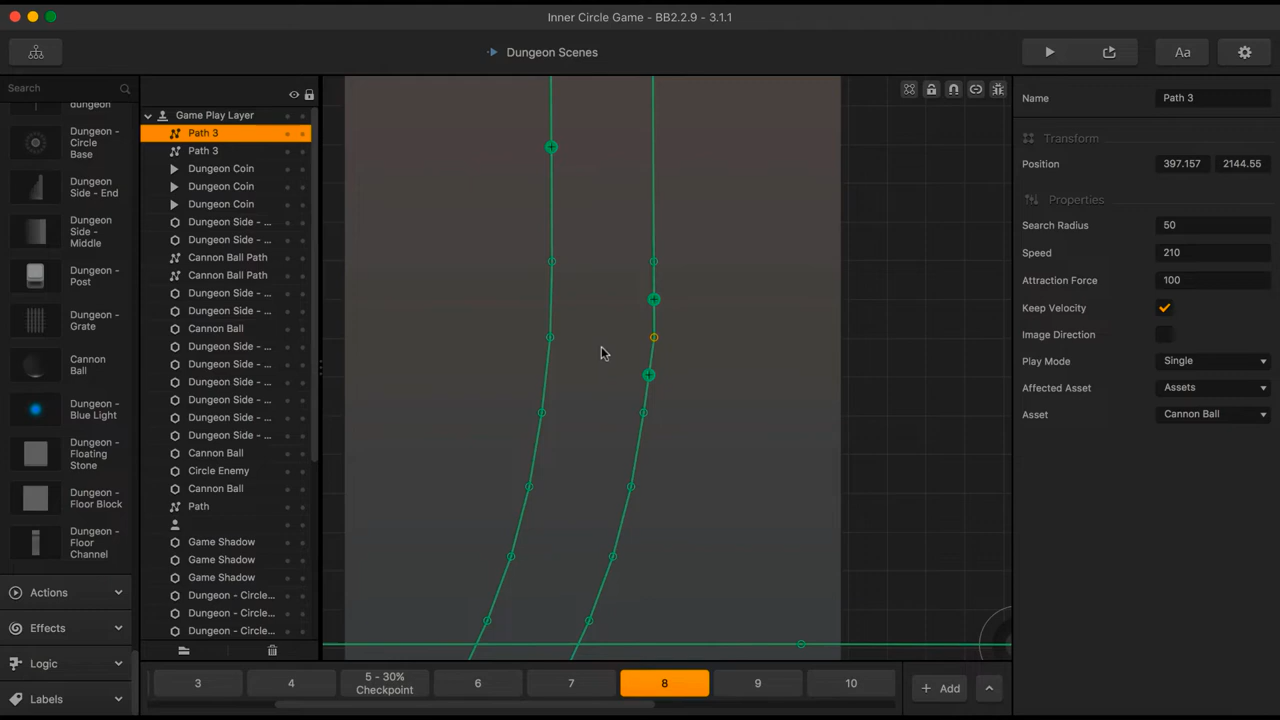 Inner Circle Game - BB2.2.9 - 3.1.1
Dungeon Scenes
Aa
Search
dungeon
Dungeon -
Circle
Base
Dungeon
Side - End
Dungeon
Side -
Middle
Dungeon -
Post
Dungeon -
Grate
Cannon
Ball
Dungeon -
Blue Light
Dungeon -
Floating
Stone
Dungeon -
Floor Block
Dungeon -
Floor
Channel
Actions
Effects
Logic
Labels
Game Play Layer
Path 3
Path 3
Dungeon Coin
Dungeon Coin
Dungeon Coin
Dungeon Side - ...
Dungeon Side - ...
Cannon Ball Path
Cannon Ball Path
Dungeon Side - ...
Dungeon Side - ...
Cannon Ball
Dungeon Side - ...
Dungeon Side - ...
Dungeon Side - ...
Dungeon Side - ...
Dungeon Side - ...
Dungeon Side - ...
Cannon Ball
Circle Enemy
Cannon Ball
Path
Game Shadow
Game Shadow
Game Shadow
Dungeon - Circle...
Dungeon - Circle...
Dungeon - Circle...
3
4
5 - 30%
Checkpoint
6
7
8
9
10
+ Add
Name Path 3
Transform
Position 397.157 2144.55
Properties
Search Radius 50
Speed 210
Attraction Force 100
Keep Velocity
Image Direction
Play Mode Single
Affected Asset Assets
Asset Cannon Ball